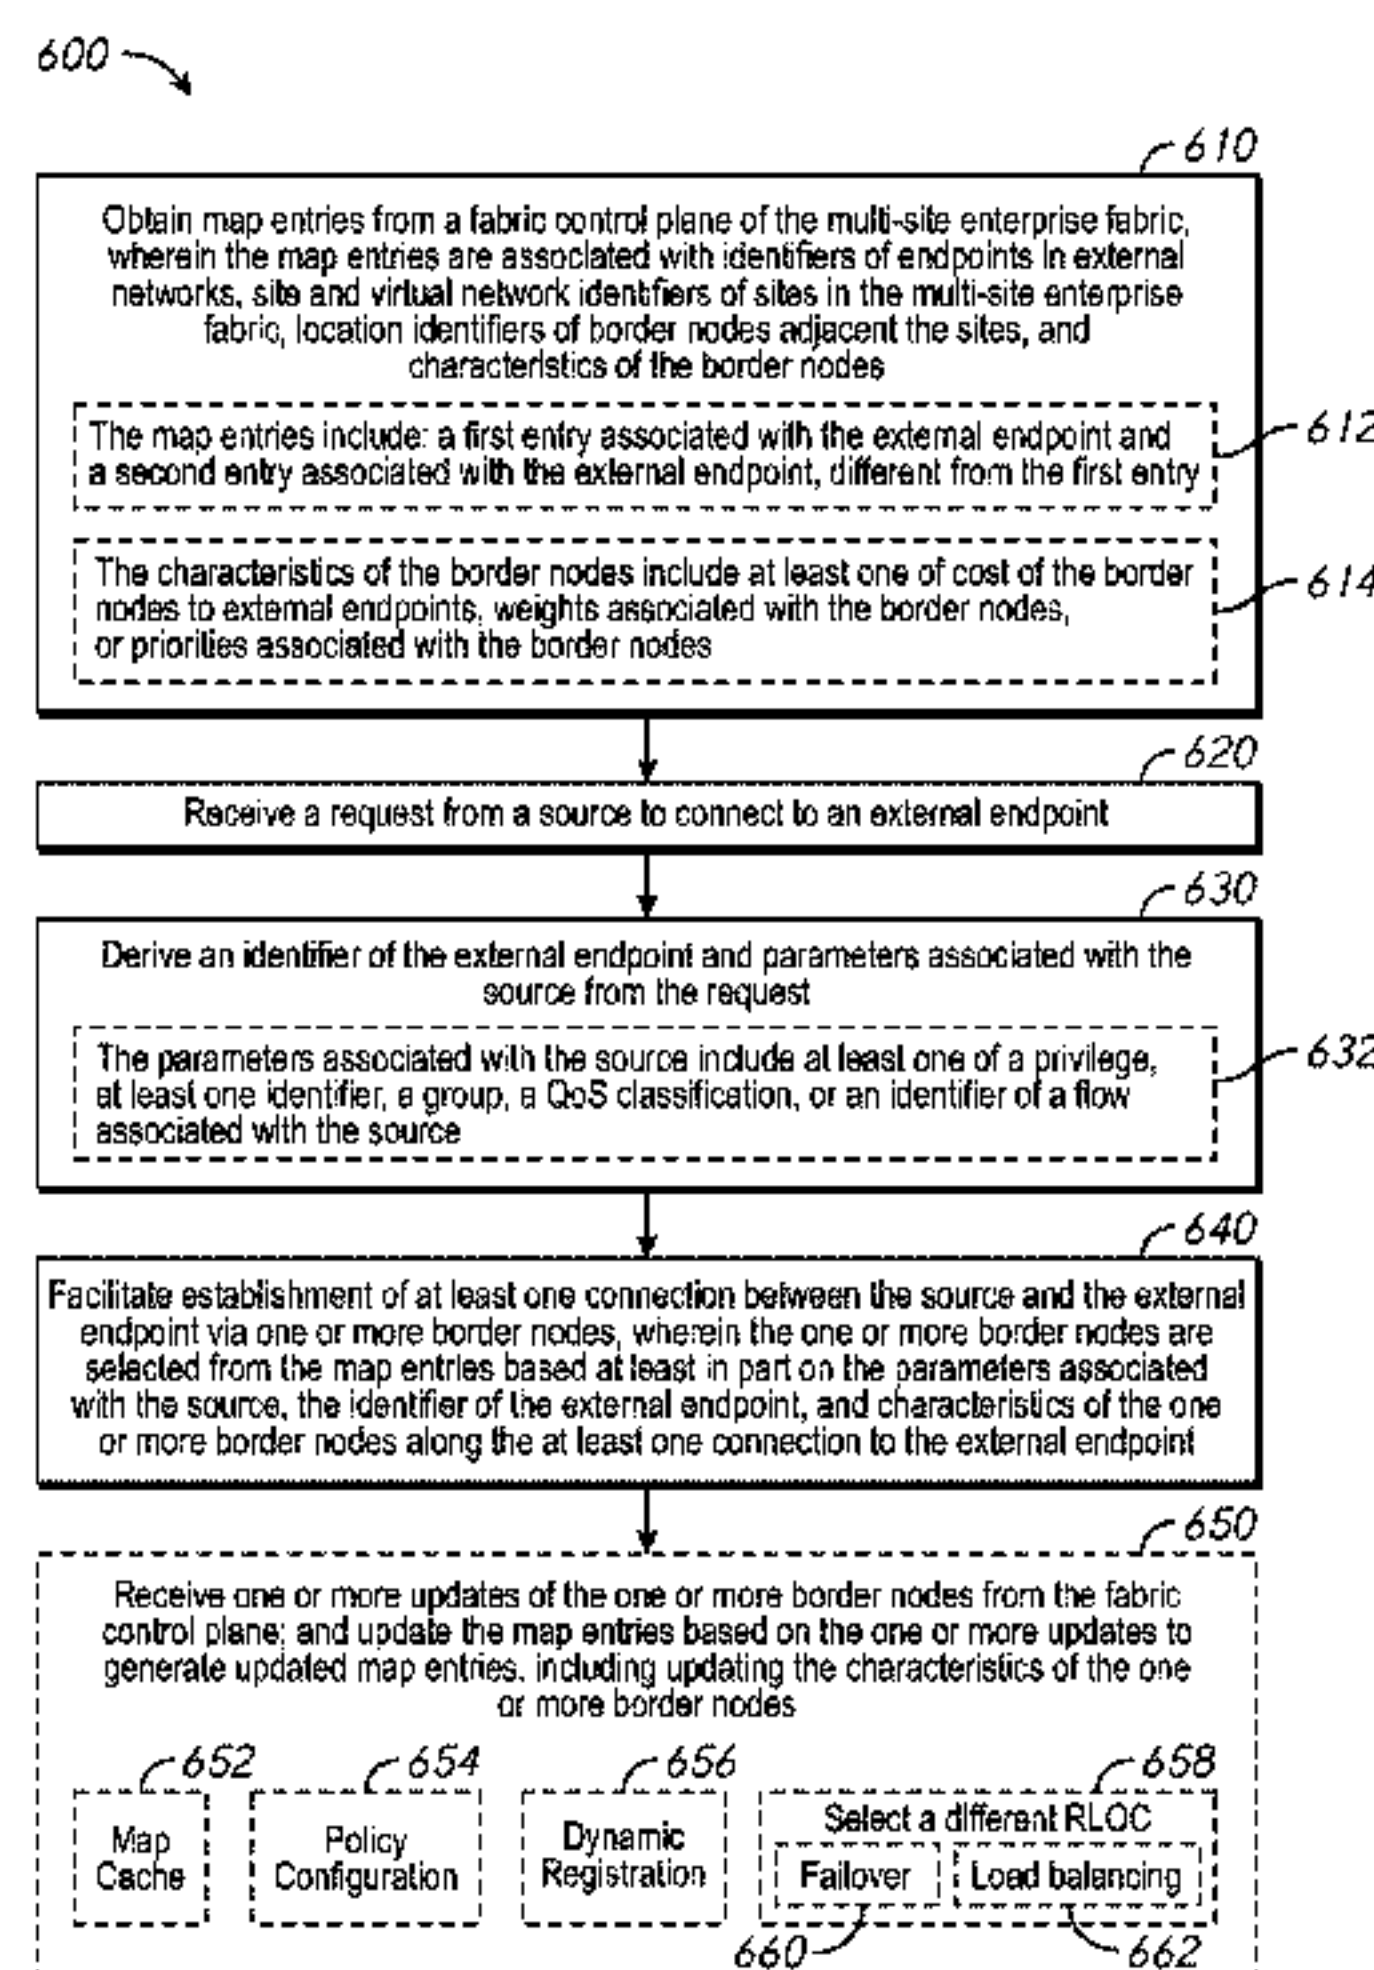 600
610
Obtain map entries from a fabric control plane of the multi-site enterprise fabric,
wherein the map entries are associated with identifiers of endpoints in external
networks, site and virtual network identifiers of sites in the multi-site enterprise
fabric, location identifiers of border nodes adjacent the sites, and
characteristics of the border nodes
612
The map entries include: a first entry associated with the external endpoint and
a second entry associated with the external endpoint, different from the first entry
614
The characteristics of the border nodes include at least one of cost of the border
nodes to external endpoints, weights associated with the border nodes,
or priorities associated with the border nodes
620
Receive a request from a source to connect to an external endpoint
630
Derive an identifier of the external endpoint and parameters associated with the
source from the request
632
The parameters associated with the source include at least one of a privilege,
at least one identifier, a group, a QoS classification, or an identifier of a flow
associated with the source
640
Facilitate establishment of at least one connection between the source and the external
endpoint via one or more border nodes, wherein the one or more border nodes are
selected from the map entries based at least in part on the parameters associated
with the source, the identifier of the external endpoint, and characteristics of the one
or more border nodes along the at least one connection to the external endpoint
650
Receive one or more updates of the one or more border nodes from the fabric
control plane; and update the map entries based on the one or more updates to
generate updated map entries, including updating the characteristics of the one
or more border nodes
652
Map
Cache
654
Policy
Configuration
656
Dynamic
Registration
658
Select a different RLOC
Failover
Load balancing
660
662